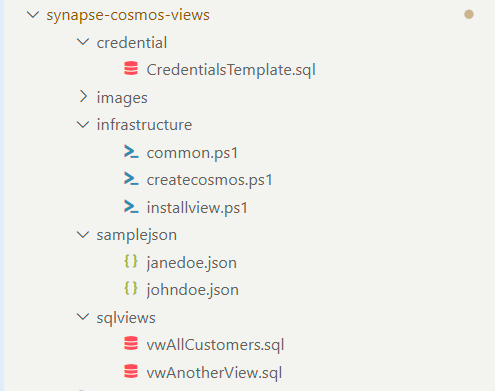 synapse-cosmos-views
credential
CredentialsTemplate.sql
images
infrastructure
common.ps1
createcosmos.ps1
installview.ps1
samplejson
{} janedoe.json
{} johndoe.json
sqlviews
vwAllCustomers.sql
vwAnotherView.sql